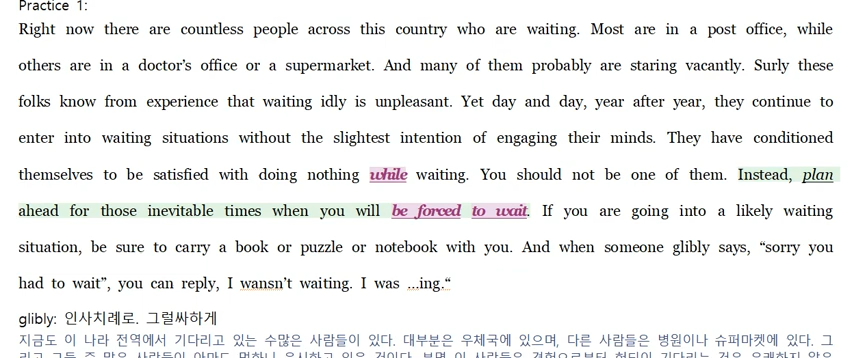 Practice 1:
Right now there are countless people across this country who are waiting. Most are in a post office, while
others are in a doctor’s office or a supermarket. And many of them probably are staring vacantly. Surly these
folks know from experience that waiting idly is unpleasant. Yet day and day, year after year, they continue to
enter into waiting situations without the slightest intention of engaging their minds. They have conditioned
themselves to be satisfied with doing nothing while waiting. You should not be one of them. Instead, plan
ahead for those inevitable times when you will be forced to wait. If you are going into a likely waiting
situation, be sure to carry a book or puzzle or notebook with you. And when someone glibly says, “sorry you
had to wait”, you can reply, I wansn’t waiting. I was …ing.“
glibly: 인사치례로. 그럴싸하게
지금도 이 나라 전역에서 기다리고 있는 수많은 사람들이 있다. 대부분은 우체국에 있으며, 다른 사람들은 병원이나 슈퍼마켓에 있다. 그